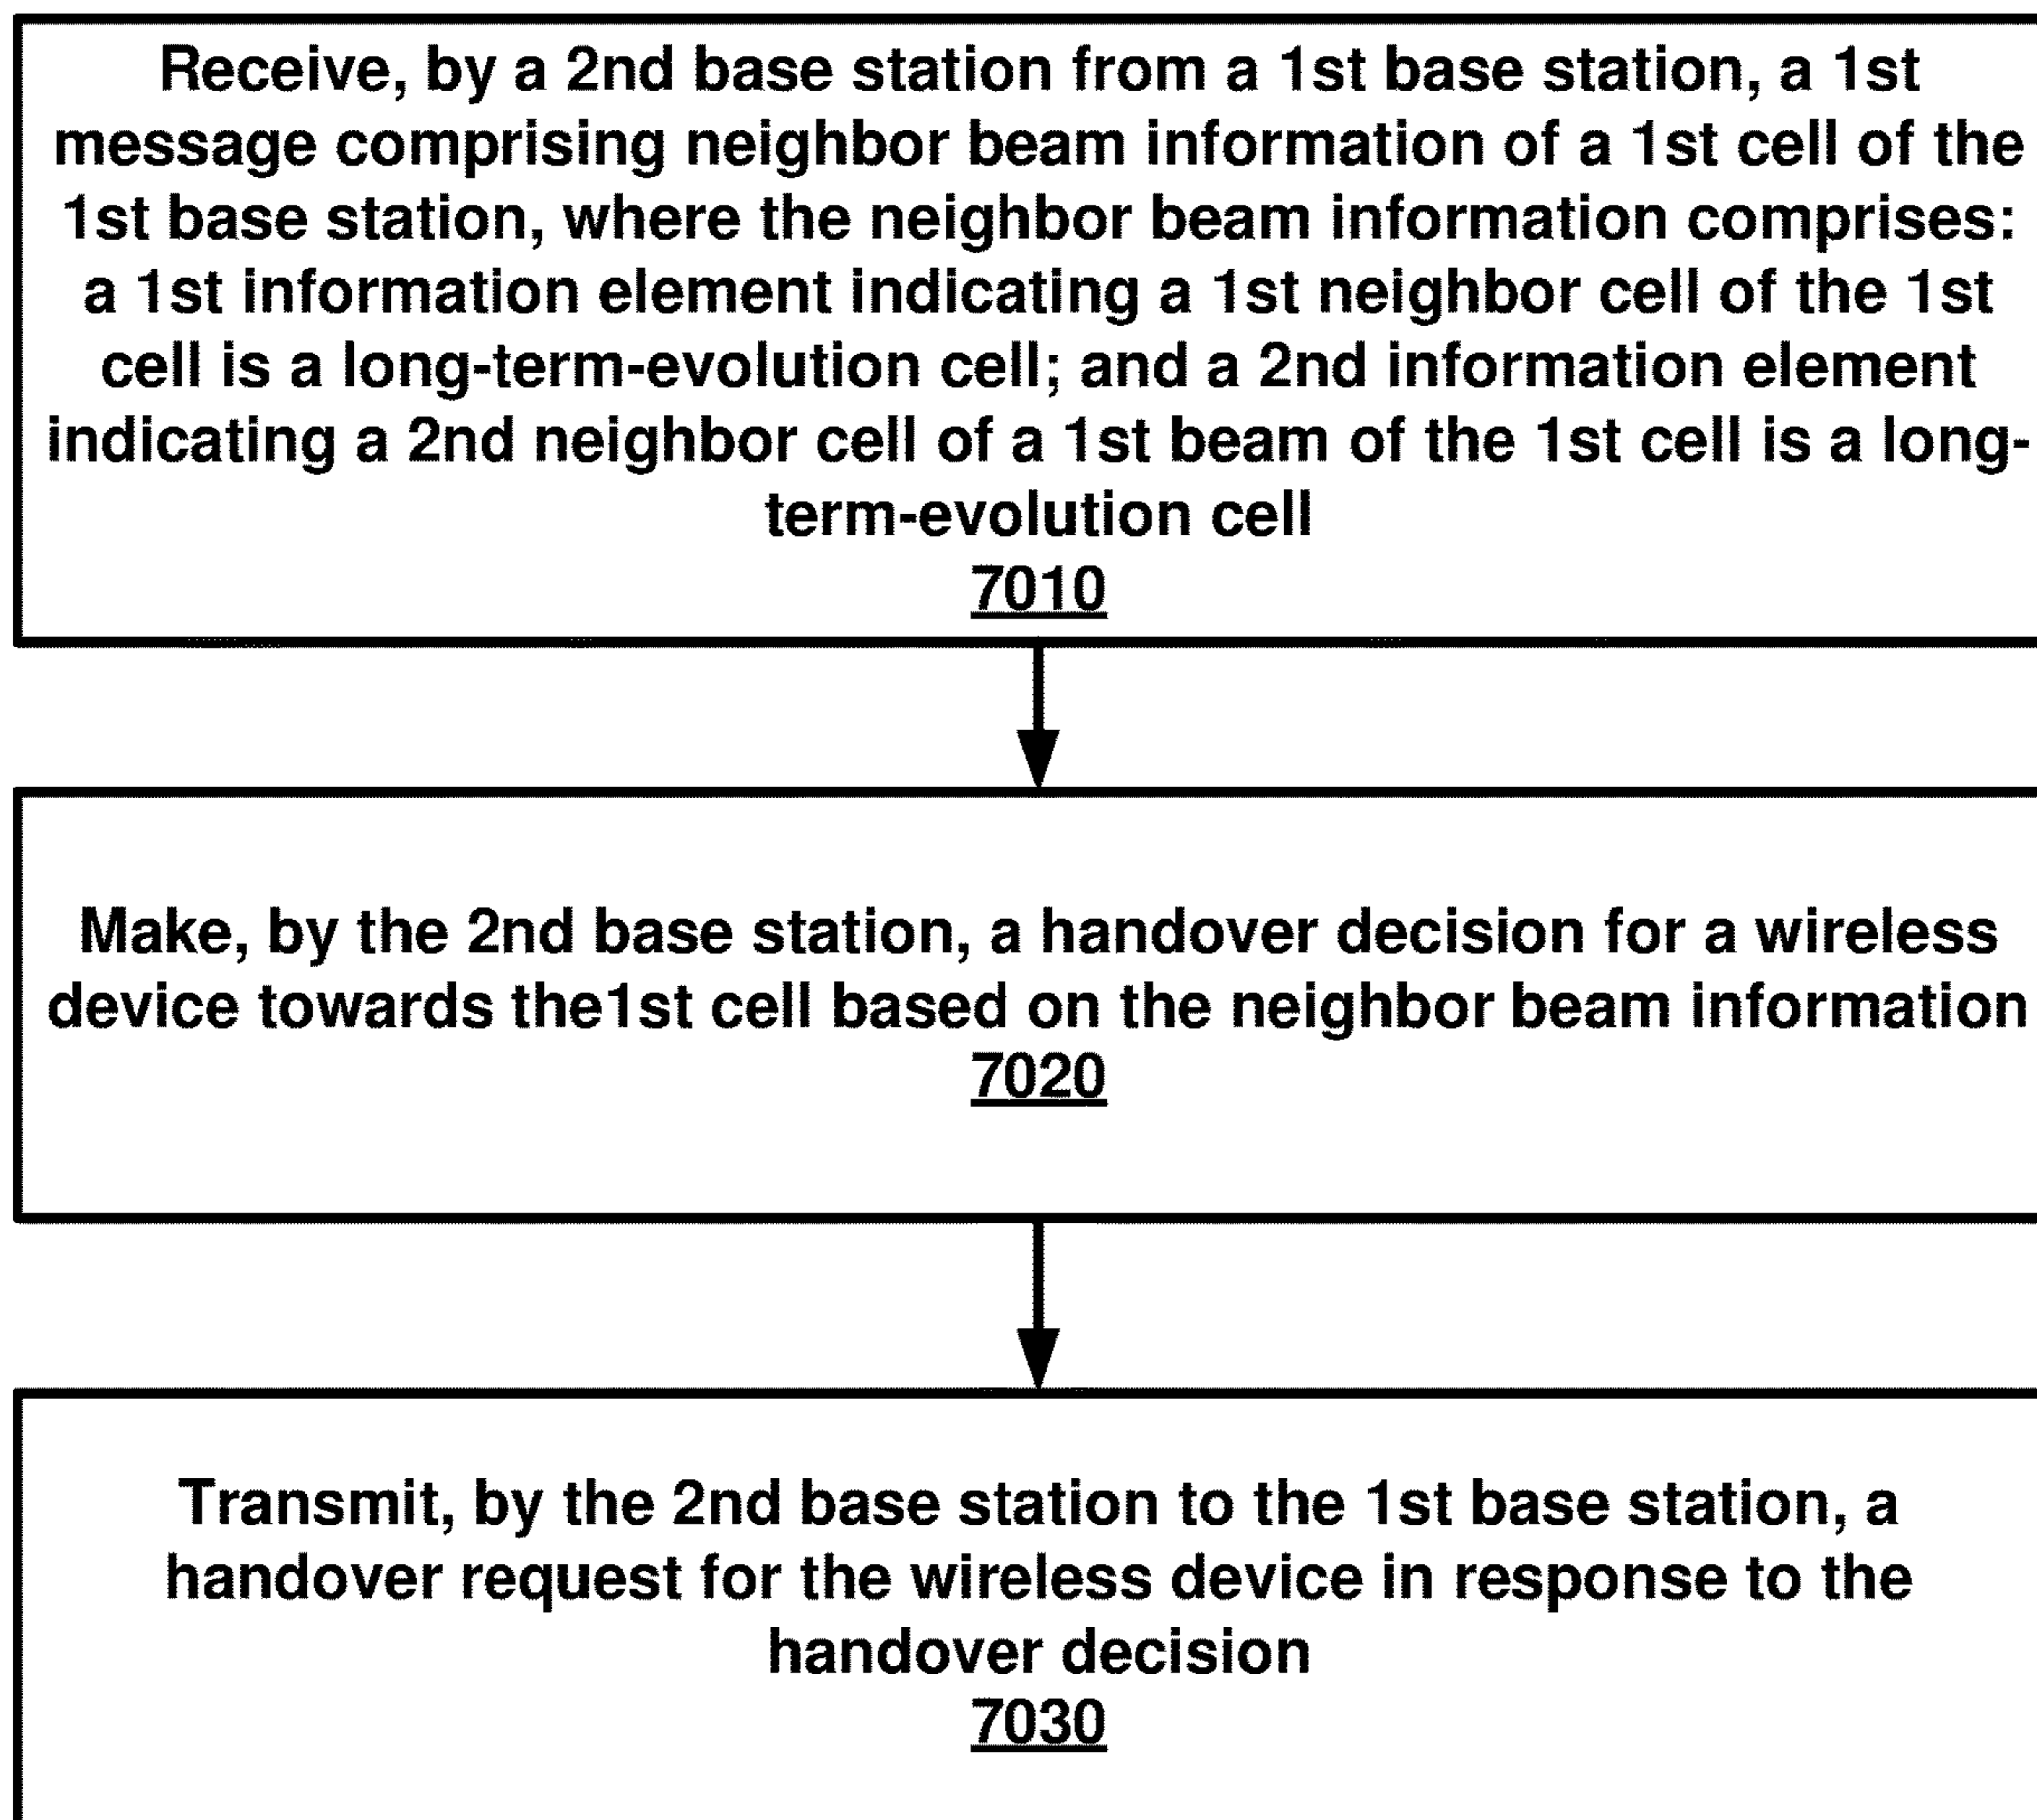 Receive, by a 2nd base station from a 1st base station, a 1st
message comprising neighbor beam information of a 1st cell of the
1st base station, where the neighbor beam information comprises:
a 1st information element indicating a 1st neighbor cell of the 1st
cell is a long-term-evolution cell; and a 2nd information element
indicating a 2nd neighbor cell of a 1st beam of the 1st cell is a long-
term-evolution cell
7010
Make, by the 2nd base station, a handover decision for a wireless
device towards the1st cell based on the neighbor beam information
7020
Transmit, by the 2nd base station to the 1st base station, a
handover request for the wireless device in response to the
handover decision
7030